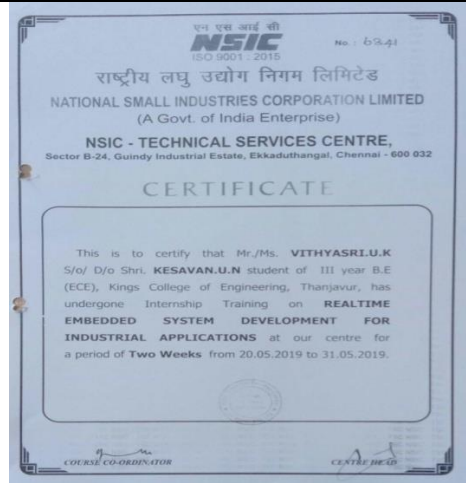 एन एस आई सी
NSIC
No. : 6341
ISO 9001 : 2015
राष्ट्रीय लघु उद्योग निगम लिमिटेड
NATIONAL SMALL INDUSTRIES CORPORATION LIMITED
(A Govt. of India Enterprise)
NSIC - TECHNICAL SERVICES CENTRE,
Sector B-24, Guindy Industrial Estate, Ekkaduthangal, Chennai - 600 032
CERTIFICATE
This is to certify that Mr./Ms. VITHYASRI.U.K
S/o/ D/o Shri. KESAVAN.U.N student of III year B.E
(ECE), Kings College of Engineering, Thanjavur, has
undergone Internship Training on REALTIME
EMBEDDED SYSTEM DEVELOPMENT FOR
INDUSTRIAL APPLICATIONS at our centre for
a period of Two Weeks from 20.05.2019 to 31.05.2019.
COURSE CO-ORDINATOR
CENTRE HEAD